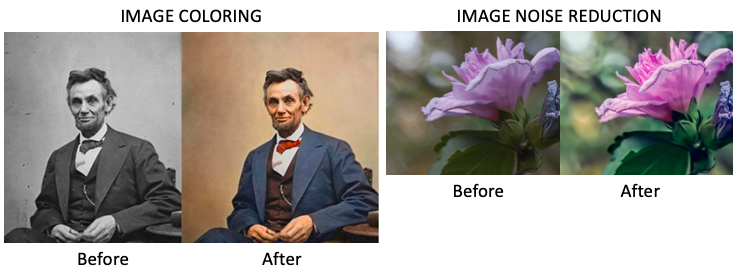 IMAGE COLORING
Before
After
IMAGE NOISE REDUCTION
Before
After